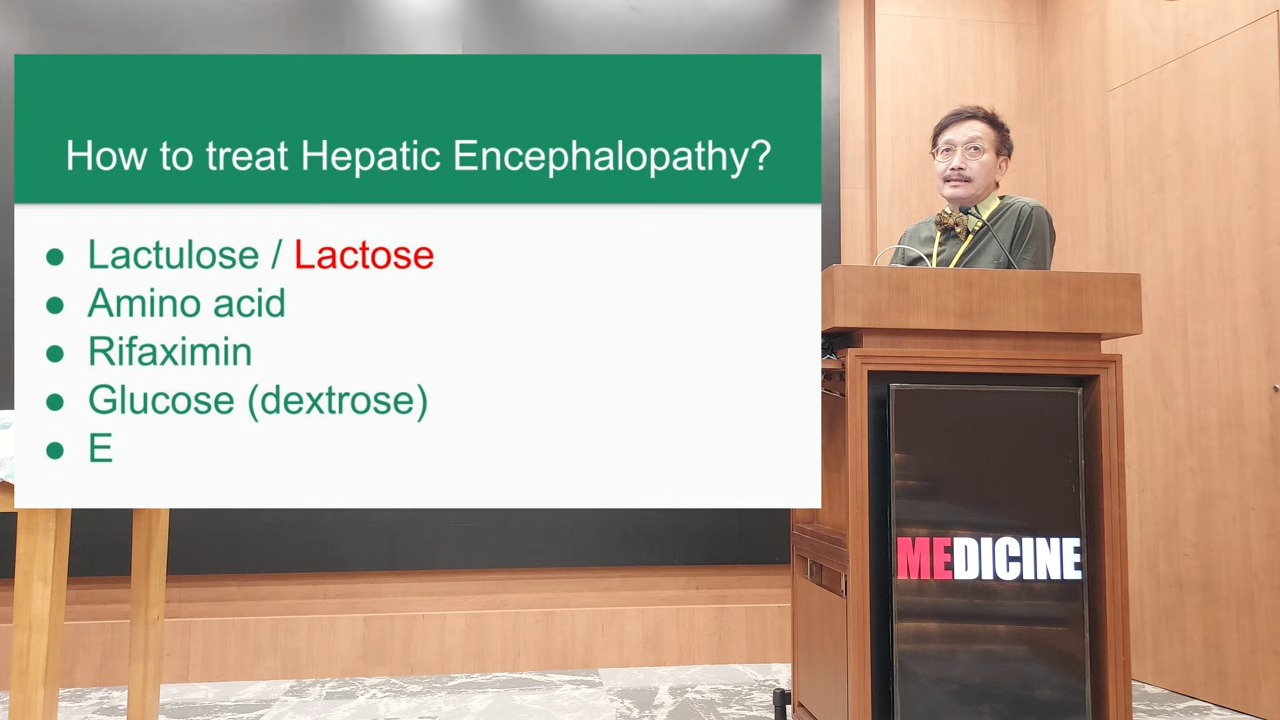 How to treat Hepatic Encephalopathy?
● Lactulose / Lactose
● Amino acid
● Rifaximin
● Glucose (dextrose)
● E
MEDICINE